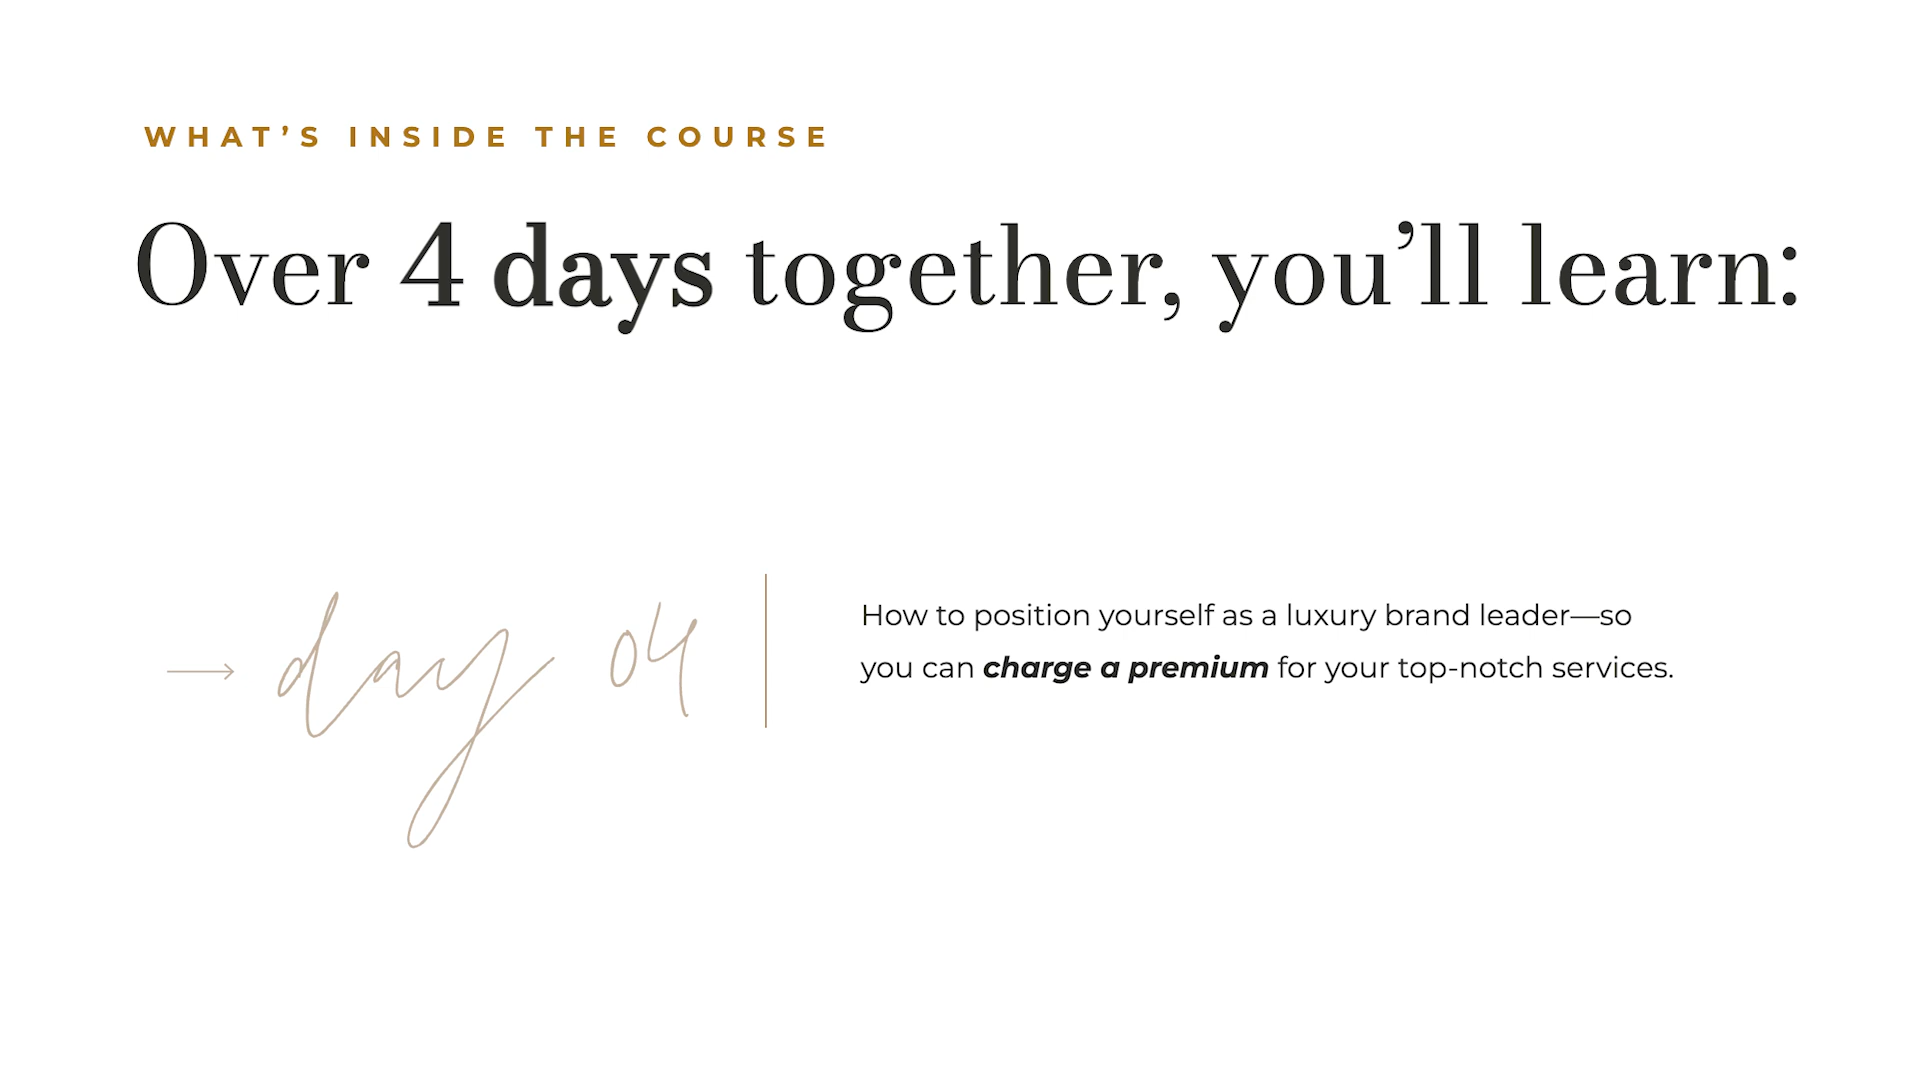 WHAT’S INSIDE THE COURSE
Over 4 days together, you’ll learn:
day 04
How to position yourself as a luxury brand leader—so
you can charge a premium for your top-notch services.